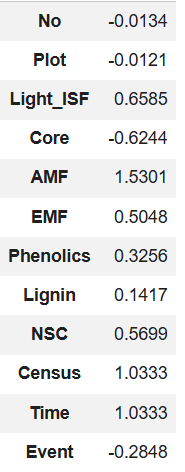 No -0.0134
Plot -0.0121
Light_ISF 0.6585
Core -0.6244
AMF 1.5301
EMF 0.5048
Phenolics 0.3256
Lignin 0.1417
NSC 0.5699
Census 1.0333
Time 1.0333
Event -0.2848